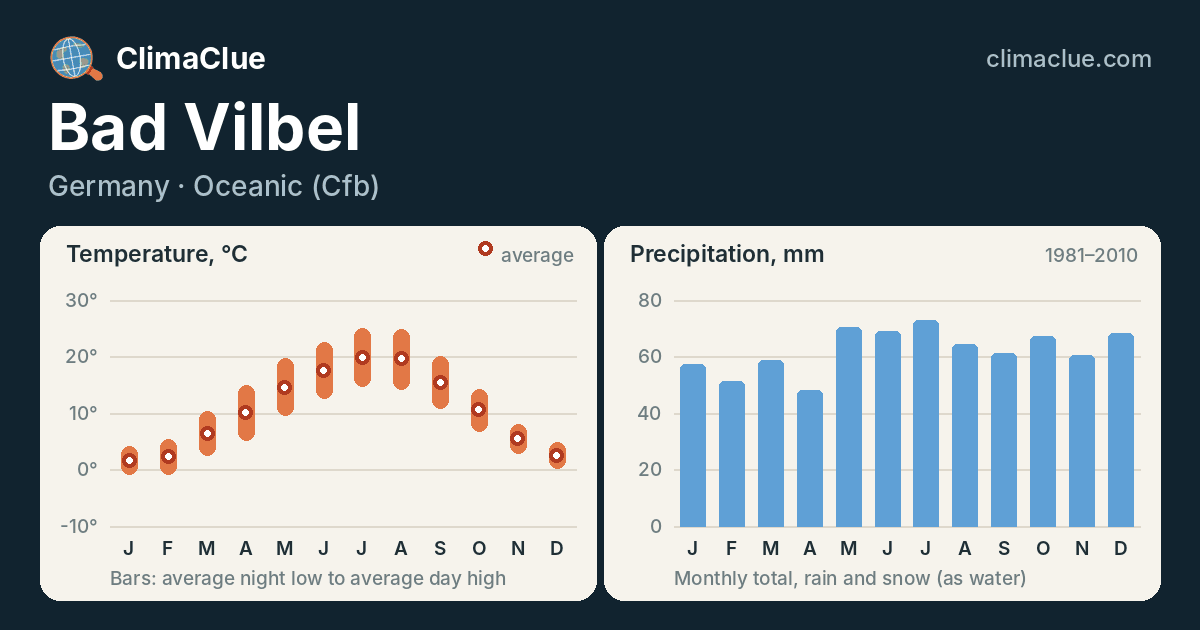 ClimaClue
climaclue.com
Bad Vilbel
Germany · Oceanic (Cfb)
Temperature, °C
average
30°
20°
10°
0°
-10°
J F M A M J J A S O N D
Bars: average night low to average day high
Precipitation, mm
1981–2010
80
60
40
20
0
J F M A M J J A S O N D
Monthly total, rain and snow (as water)